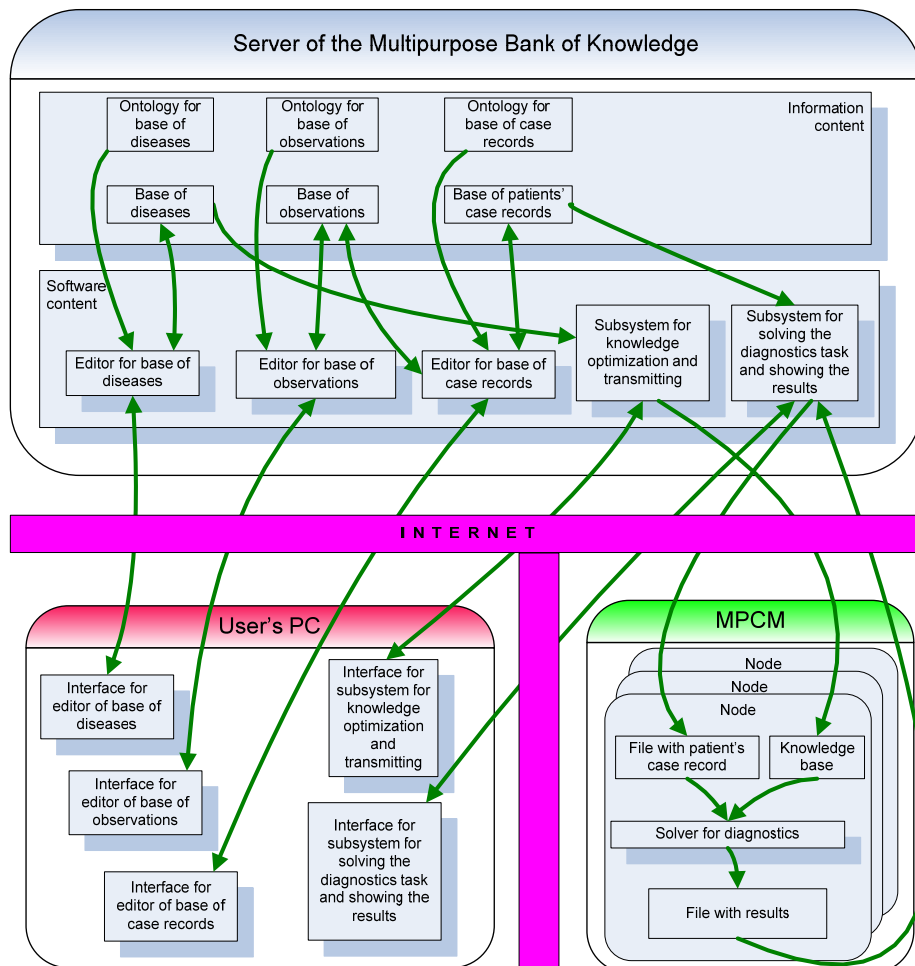 Server of the Multipurpose Bank of Knowledge
Information
content
Ontology for
base of
diseases
Ontology for
base of
observations
Ontology for
base of case
records
Base of
diseases
Base of
observations
Base of patients'
case records
Software
content
Editor for base of
diseases
Editor for base of
observations
Editor for base of
case records
Subsystem for
knowledge
optimization and
transmitting
Subsystem for
solving the
diagnostics task
and showing the
results
INTERNET
User's PC
Interface for
editor of base of
diseases
Interface for
editor of base of
observations
Interface for
editor of base of
case records
Interface for
subsystem for
knowledge
optimization
and
transmitting
Interface for
subsystem for
solving the
diagnostics task
and showing the
results
MPCM
Node
Node
Node
File with patient's
case record
Knowledge
base
Solver for diagnostics
File with results